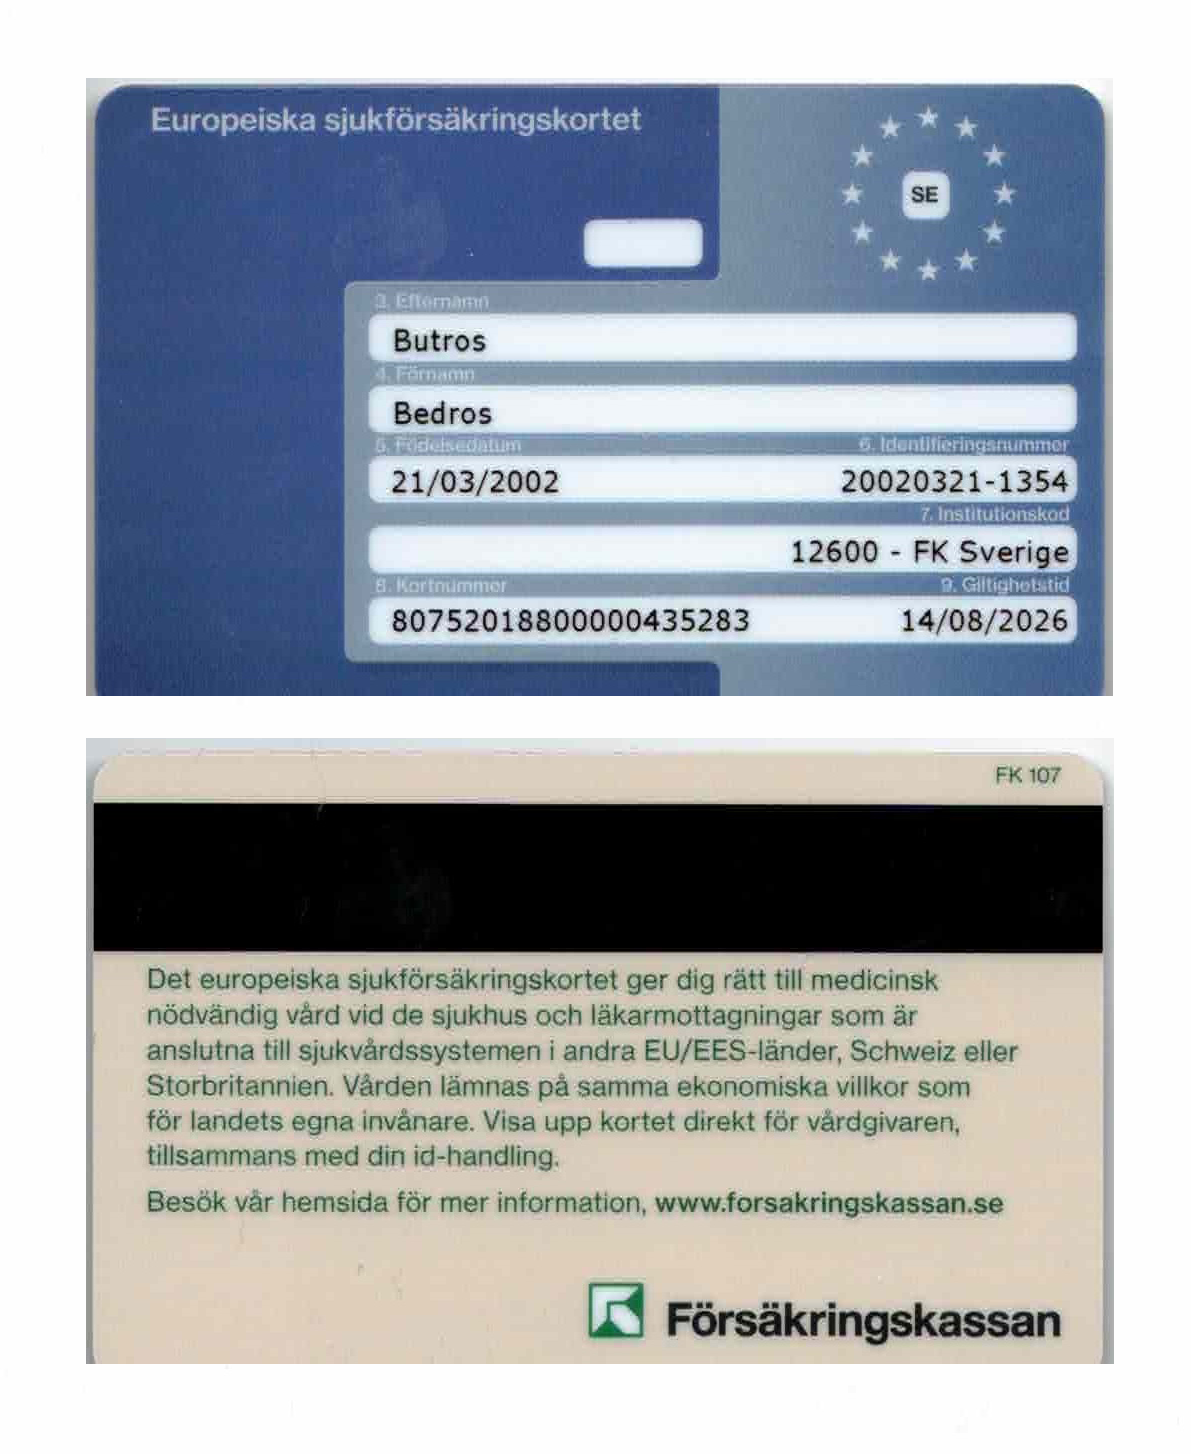 Europeiska sjukförsäkringskortet
SE
3. Efternamn
Butros
4. Förnamn
Bedros
5. Födelsedatum 6. Identifieringsnummer
21/03/2002 20020321-1354
7. Institutionskod
12600 - FK Sverige
8. Kortnummer 9. Giltighetstid
80752018800000435283 14/08/2026
FK 107
Det europeiska sjukförsäkringskortet ger dig rätt till medicinsk
nödvändig vård vid de sjukhus och läkarmottagningar som är
anslutna till sjukvårdssystemen i andra EU/EES-länder, Schweiz eller
Storbritannien. Vården lämnas på samma ekonomiska villkor som
för landets egna invånare. Visa upp kortet direkt för vårdgivaren,
tillsammans med din id-handling.
Besök vår hemsida för mer information, www.forsakringskassan.se
Försäkringskassan